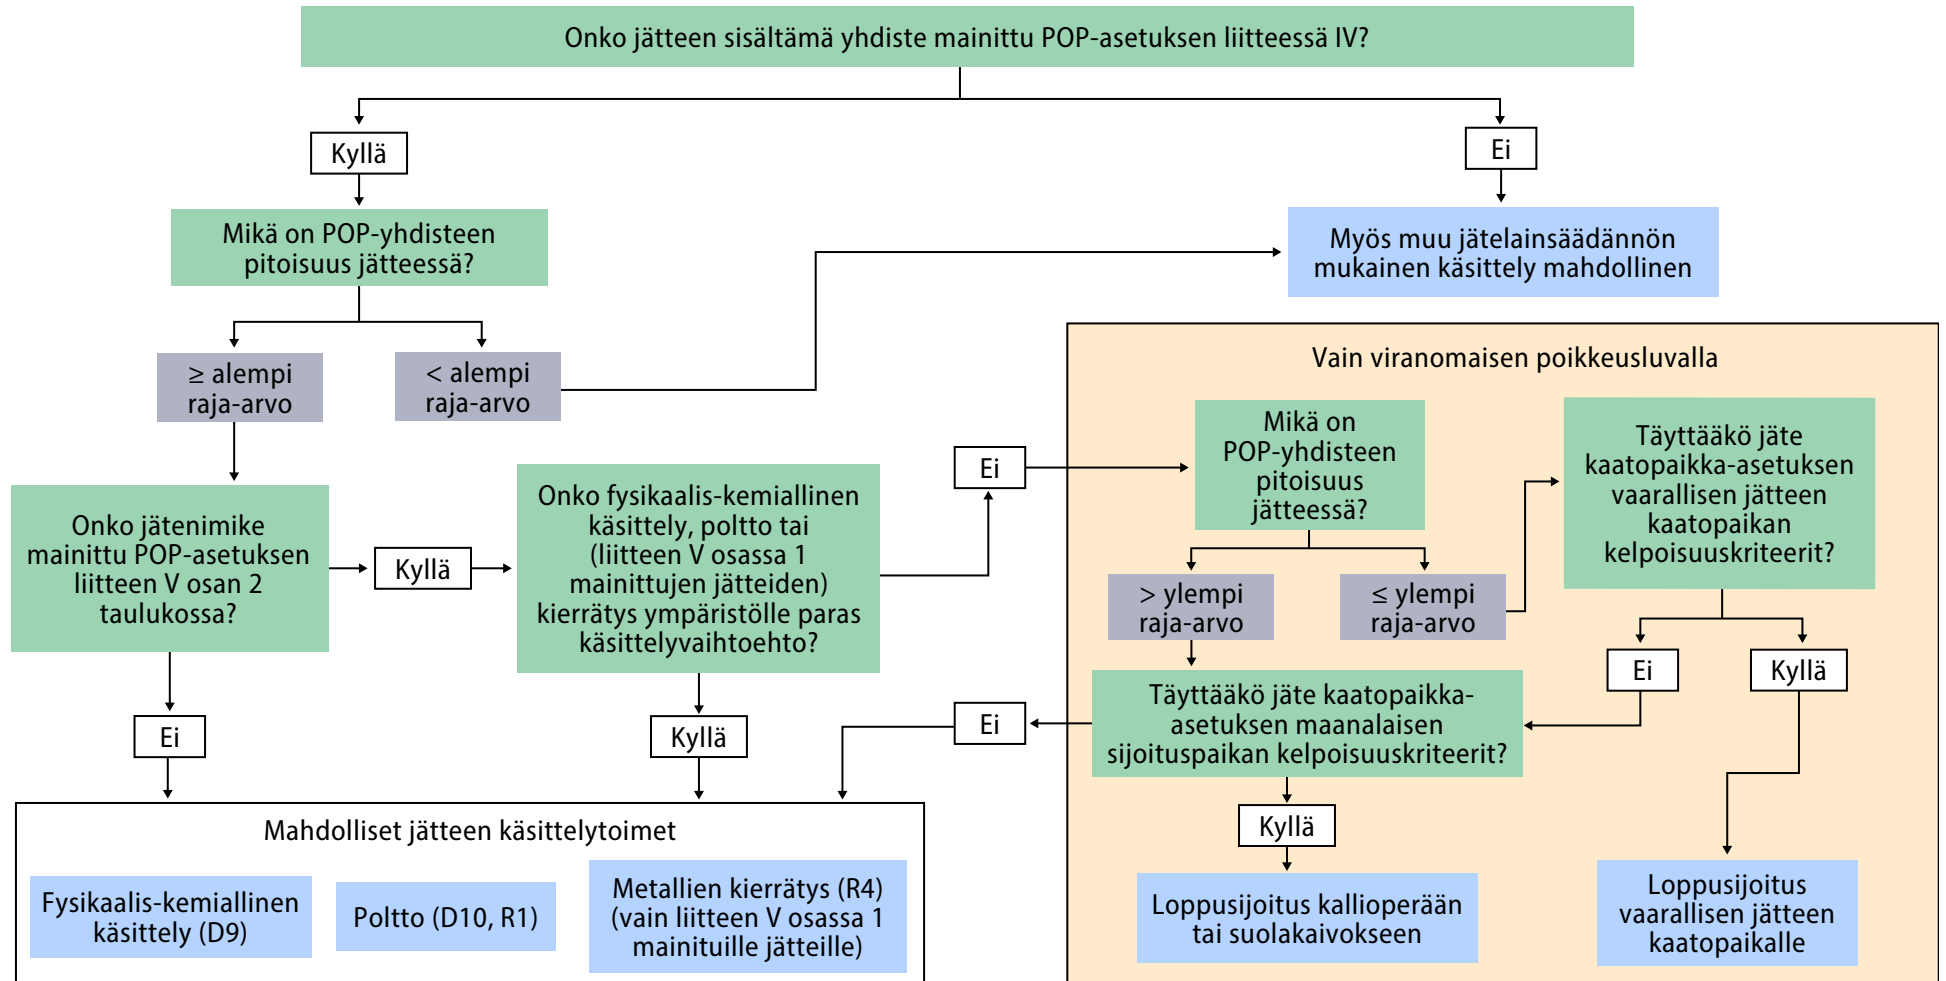 Onko jätteen sisältämä yhdiste mainittu POP-asetuksen liitteessä IV?
Kyllä
Ei
Mikä on POP-yhdisteen
pitoisuus jätteessä?
Myös muu jätelainsäädännön
mukainen käsittely mahdollinen
≥ alempi
raja-arvo
< alempi
raja-arvo
Onko jätenimike
mainittu POP-asetuksen
liitteen V osan 2
taulukossa?
Kyllä
Onko fysikaalis-kemiallinen
käsittely, poltto tai
(liitteen V osassa 1
mainittujen jätteiden)
kierrätys ympäristölle paras
käsittelyvaihtoehto?
Ei
Vain viranomaisen poikkeusluvalla
Mikä on
POP-yhdisteen
pitoisuus
jätteessä?
Täyttääkö jäte
kaatopaikka-asetuksen
vaarallisen jätteen
kaatopaikan
kelpoisuuskriteerit?
> ylempi
raja-arvo
≤ ylempi
raja-arvo
Ei
Kyllä
Täyttääkö jäte kaatopaikka-
asetuksen maanalaisen
sijoituspaikan kelpoisuuskriteerit?
Ei
Kyllä
Ei
Kyllä
Mahdolliset jätteen käsittelytoimet
Fysikaalis-kemiallinen
käsittely (D9)
Poltto (D10, R1)
Metallien kierrätys (R4)
(vain liitteen V osassa 1
mainituille jätteille)
Loppusijoitus kallioperään
tai suolakaivokseen
Loppusijoitus
vaarallisen jätteen
kaatopaikalle